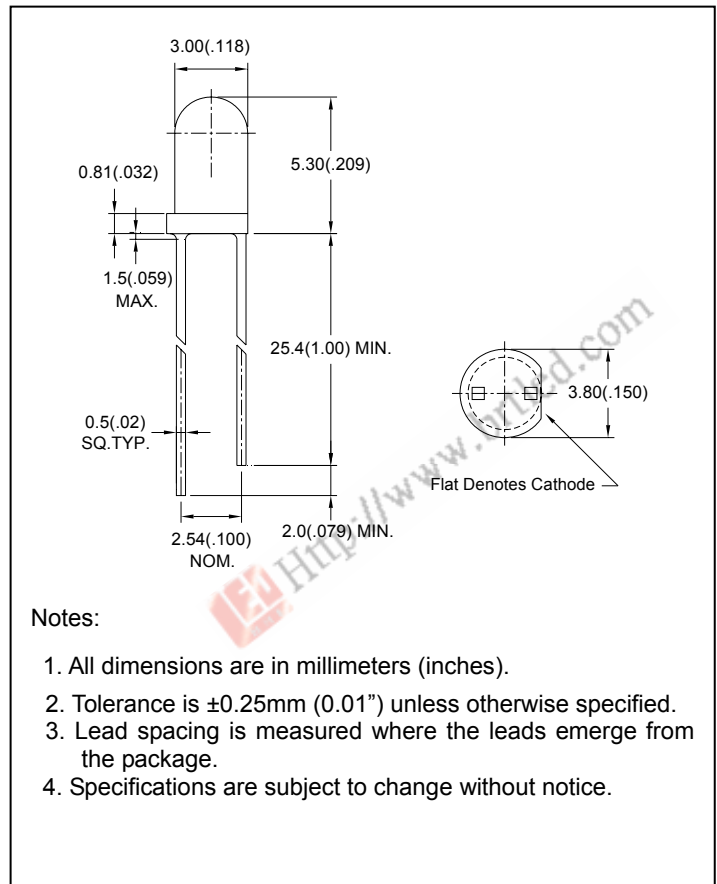 3.00(.118)
5.30(.209)
0.81(.032)
1.5(.059)
MAX.
25.4(1.00) MIN.
3.80(.150)
0.5(.02)
SQ.TYP.
Flat Denotes Cathode
2.54(.100)
NOM.
2.0(.079) MIN.
Http://www.brtled.com
LED
Notes:
1. All dimensions are in millimeters (inches).
2. Tolerance is ±0.25mm (0.01”) unless otherwise specified.
3. Lead spacing is measured where the leads emerge from
the package.
4. Specifications are subject to change without notice.